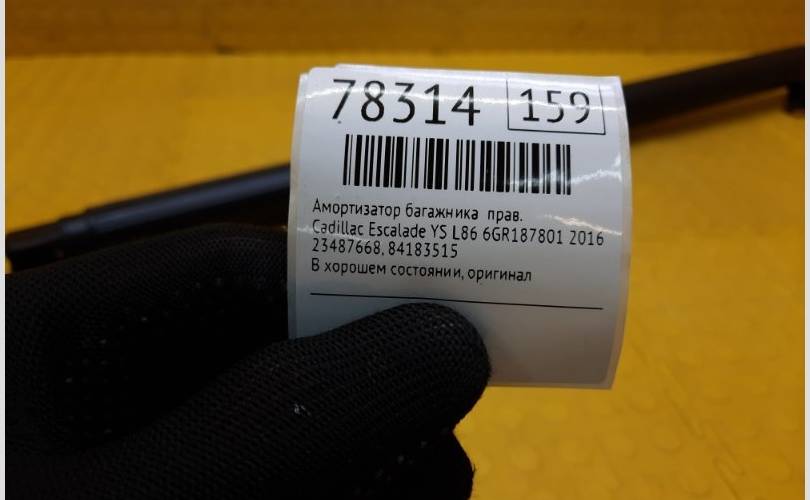 78314 159
Амортизатор багажника прав.
Cadillac Escalade YS L86 6GR187801 2016
23487668, 84183515
В хорошем состоянии, оригинал